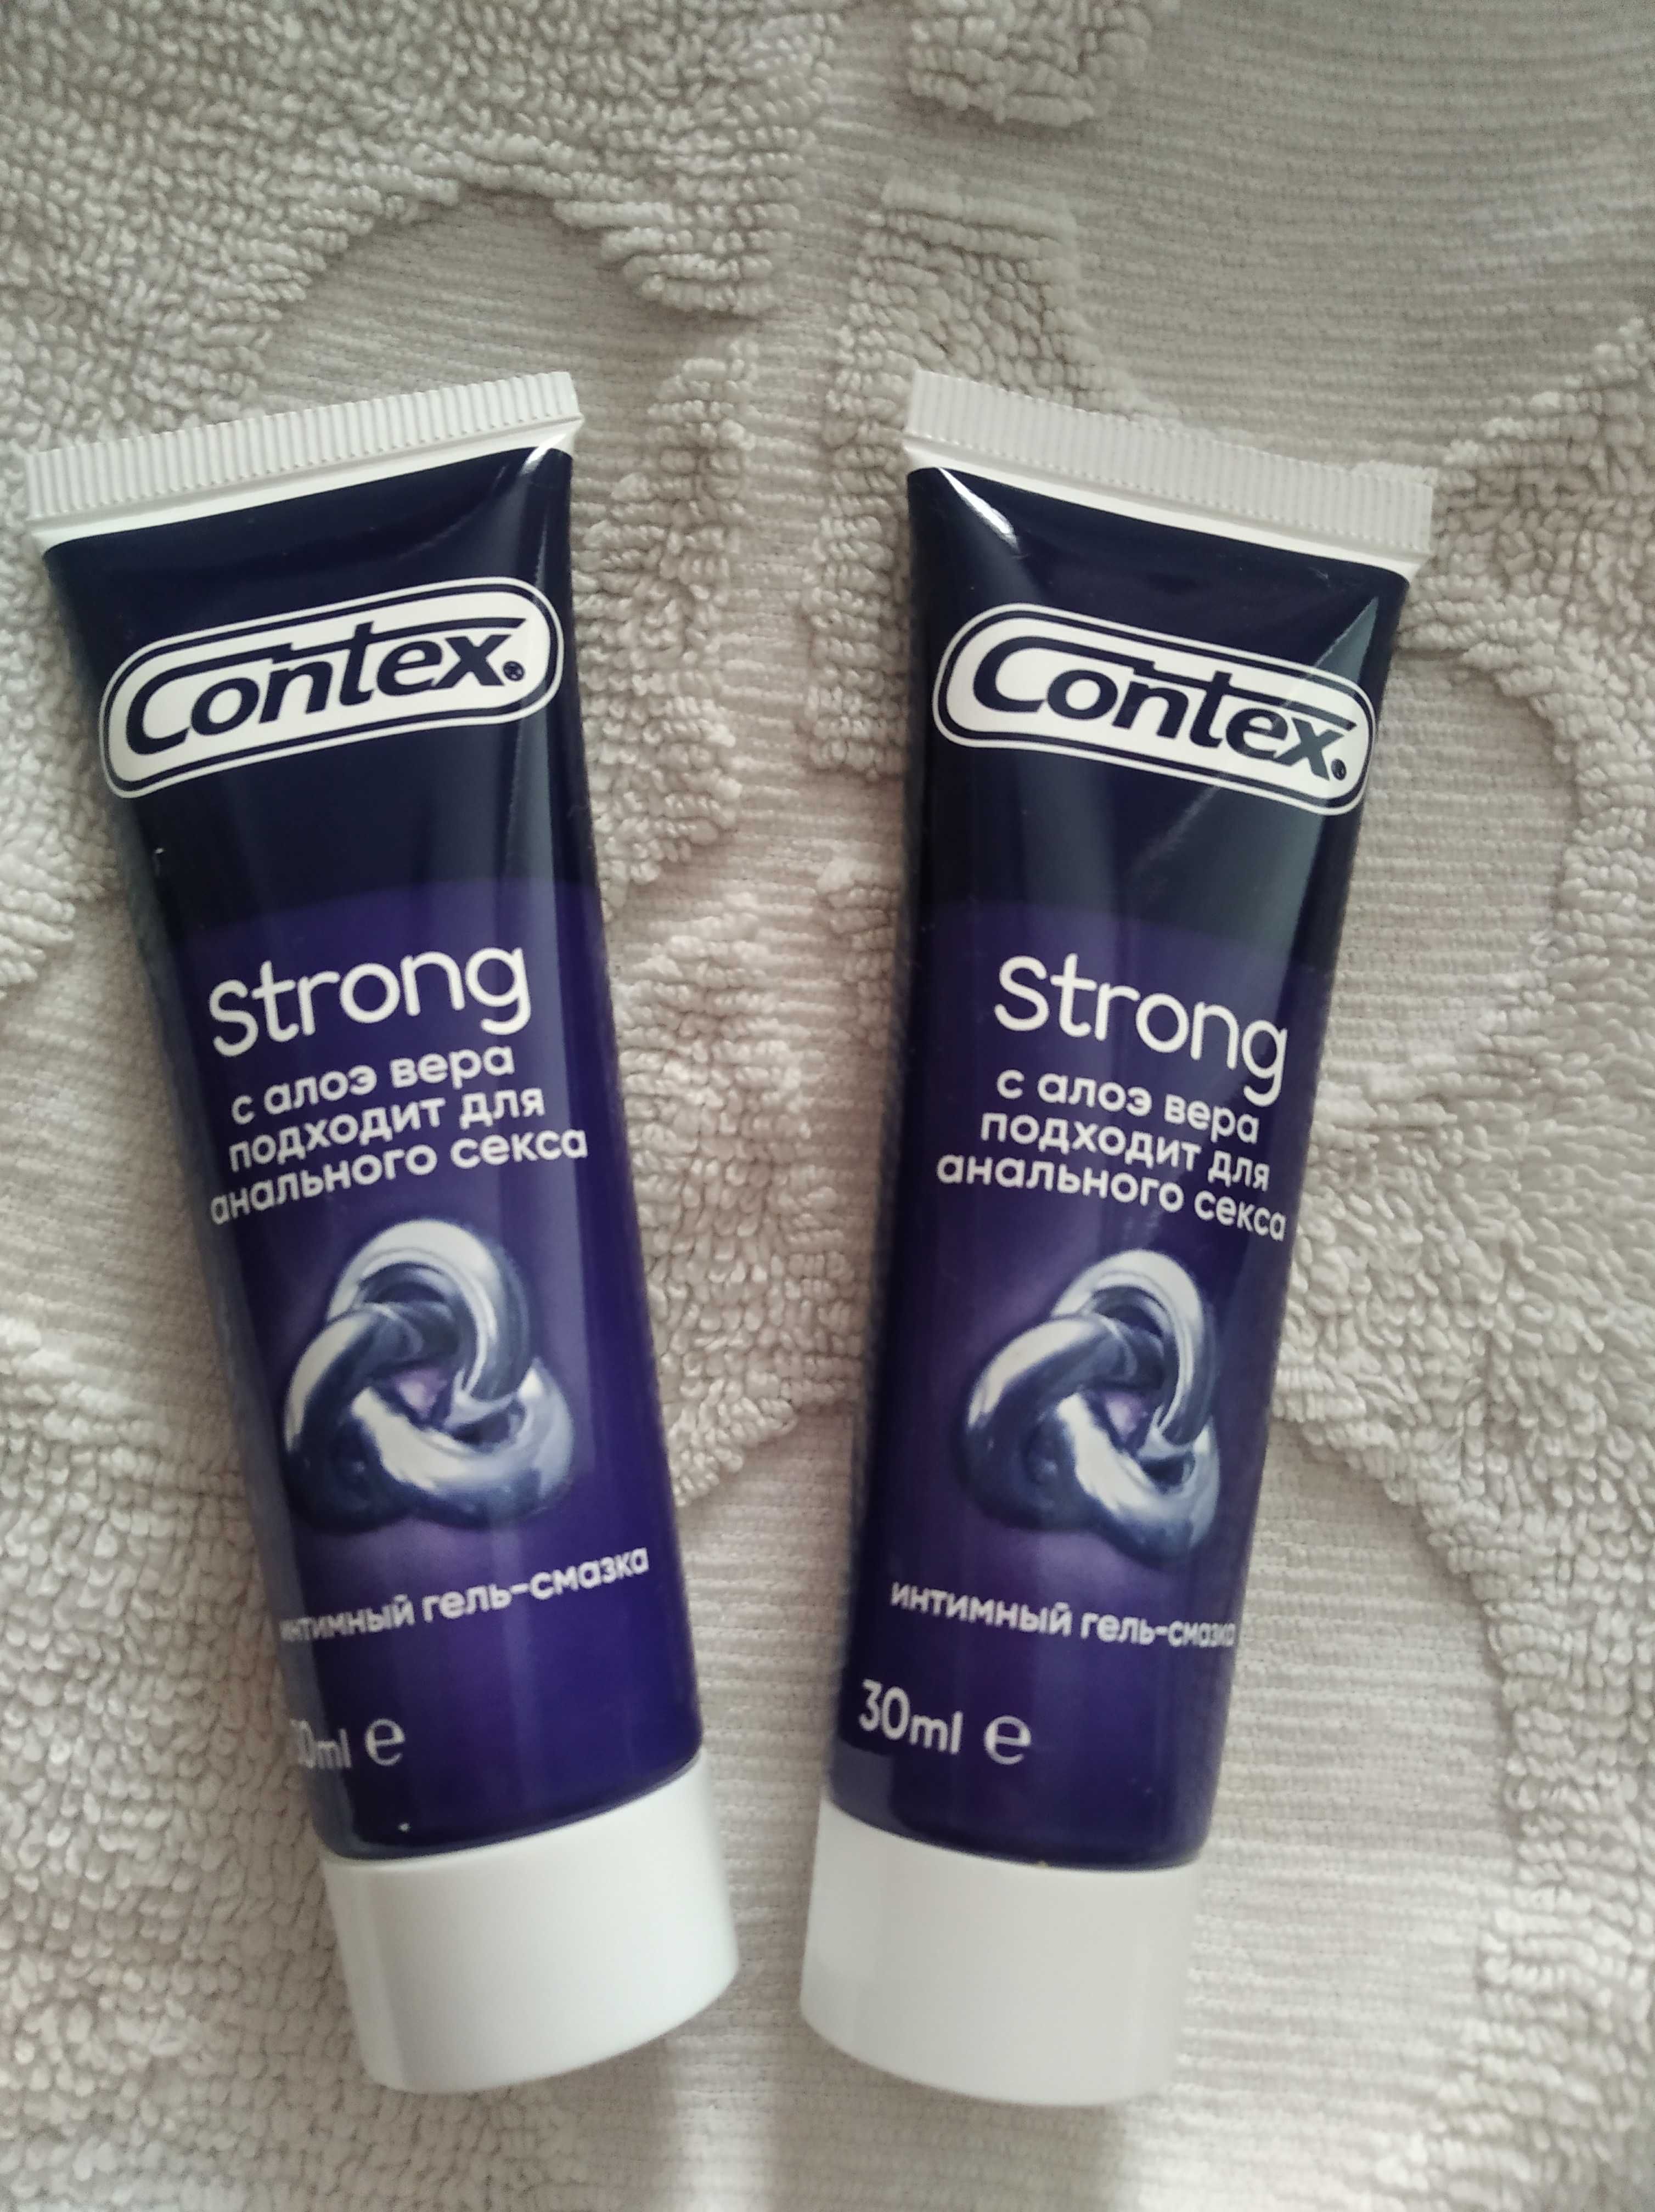 Contex®
Strong
с алоэ вера
подходит для
анального секса
интимный гель-смазка
30ml e
Contex®
Strong
с алоэ вера
подходит для
анального секса
интимный гель-смазка
30ml e